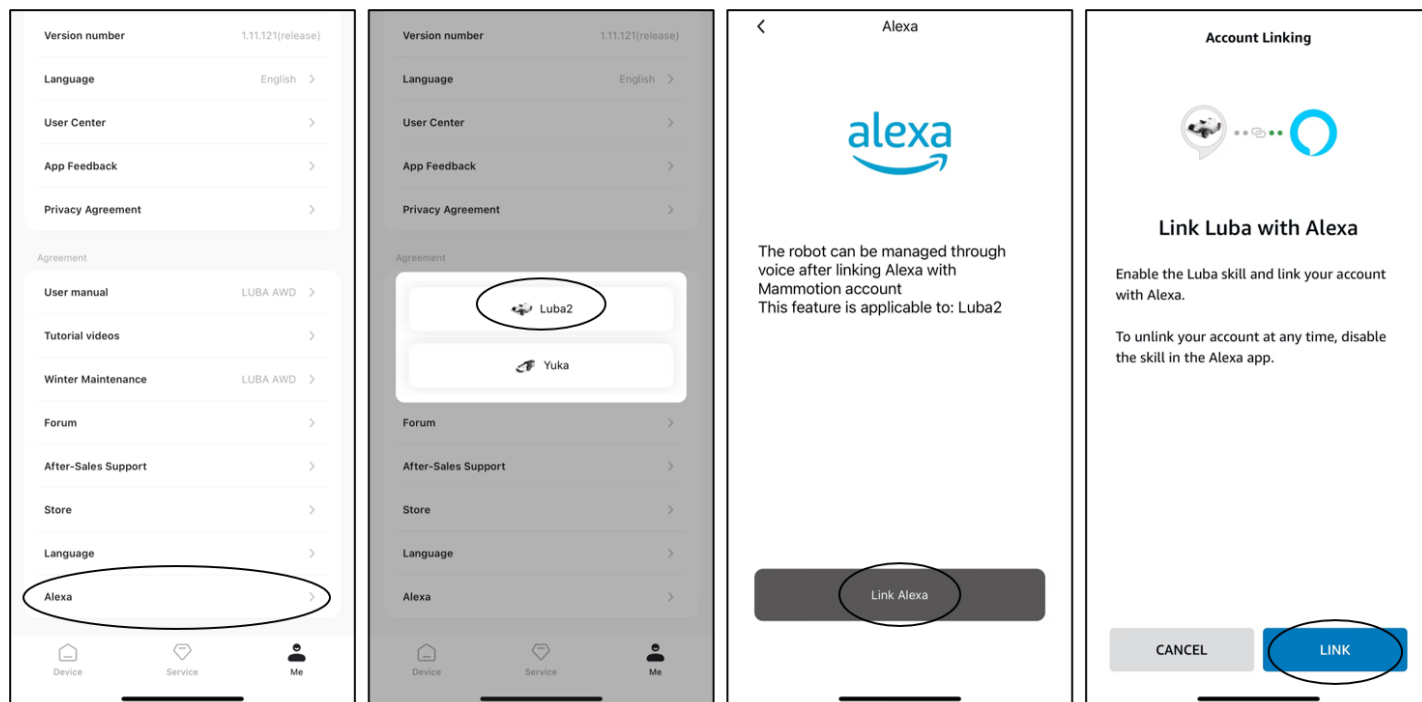 Version number 1.11.121(release)
Language English
User Center
App Feedback
Privacy Agreement
Agreement
User manual LUBA AWD
Tutorial videos
Winter Maintenance LUBA AWD
Forum
After-Sales Support
Store
Language
Alexa
Device Service Me
Version number 1.11.121(release)
Language English
User Center
App Feedback
Privacy Agreement
Agreement
Luba2
Yuka
Forum
After-Sales Support
Store
Language
Alexa
Device Service Me
Alexa
alexa
The robot can be managed through
voice after linking Alexa with
Mammotion account
This feature is applicable to: Luba2
Link Alexa
Account Linking
Link Luba with Alexa
Enable the Luba skill and link your account
with Alexa.
To unlink your account at any time, disable
the skill in the Alexa app.
CANCEL LINK